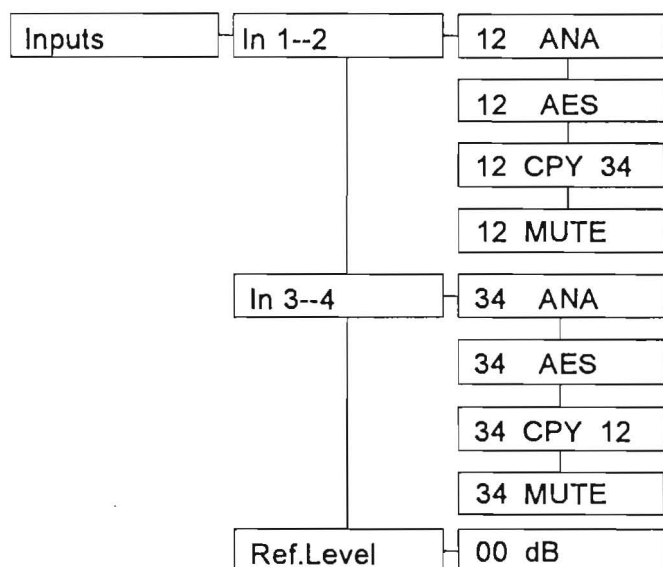 Inputs In 1--2 12 ANA
12 AES
12 CPY 34
12 MUTE
In 3--4 34 ANA
34 AES
34 CPY 12
34 MUTE
Ref.Level 00 dB